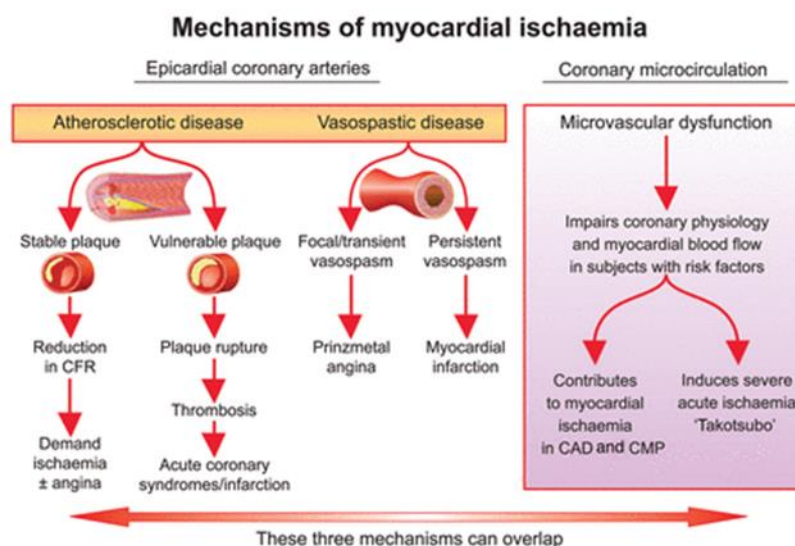 Mechanisms of myocardial ischaemia
Epicardial coronary arteries
Coronary microcirculation
Atherosclerotic disease
Vasospastic disease
Stable plaque
Vulnerable plaque
Focal/transient
vasospasm
Persistent
vasospasm
Reduction
in CFR
Plaque rupture
Prinzmetal
angina
Myocardial
infarction
Thrombosis
Demand
ischaemia
± angina
Acute coronary
syndromes/infarction
Microvascular dysfunction
Impairs coronary physiology
and myocardial blood flow
in subjects with risk factors
Contributes
to myocardial
ischaemia
in CAD and CMP
Induces severe
acute ischaemia
'Takotsubo'
These three mechanisms can overlap